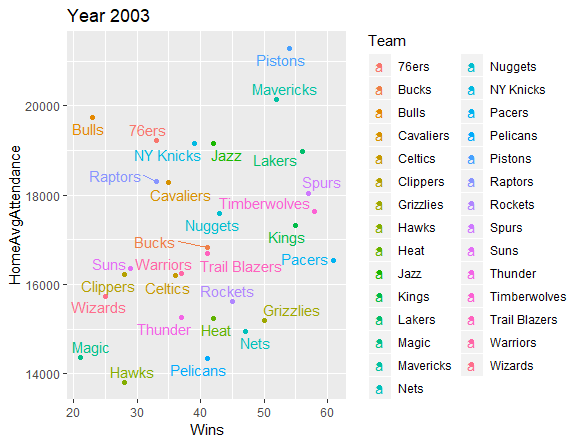 Year 2003
Team
Pistons
Mavericks
Bulls
76ers
NY Knicks
Jazz
Lakers
Raptors
Cavaliers
Spurs
Timberwolves
Nuggets
Kings
Bucks
Pacers
Suns
Warriors
Trail Blazers
Clippers
Celtics
Rockets
Wizards
Grizzlies
Thunder
Heat
Nets
Magic
Pelicans
Hawks
20000
18000
16000
14000
HomeAvgAttendance
20
30
40
50
60
Wins
a 76ers
a Bucks
a Bulls
a Cavaliers
a Celtics
a Clippers
a Grizzlies
a Hawks
a Heat
a Jazz
a Kings
a Lakers
a Magic
a Mavericks
a Nets
a Nuggets
a NY Knicks
a Pacers
a Pelicans
a Pistons
a Raptors
a Rockets
a Spurs
a Suns
a Thunder
a Timberwolves
a Trail Blazers
a Warriors
a Wizards